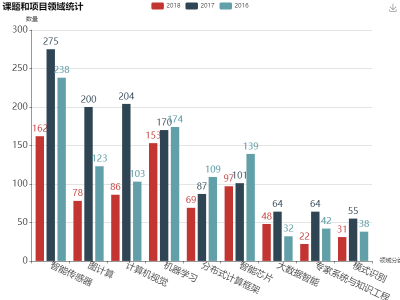 课题和项目领域统计
2018 2017 2016
数量
300
250
200
150
100
50
0
162 275 238
78 200 123
86 204 103
153 170 174
69 87 109
97 101 139
48 64 32
22 64 42
31 55 38
智能传感器
图计算
计算机视觉
机器学习
分布式计算框架
智能芯片
大数据智能
专家系统与知识工程
模式识别
领域分